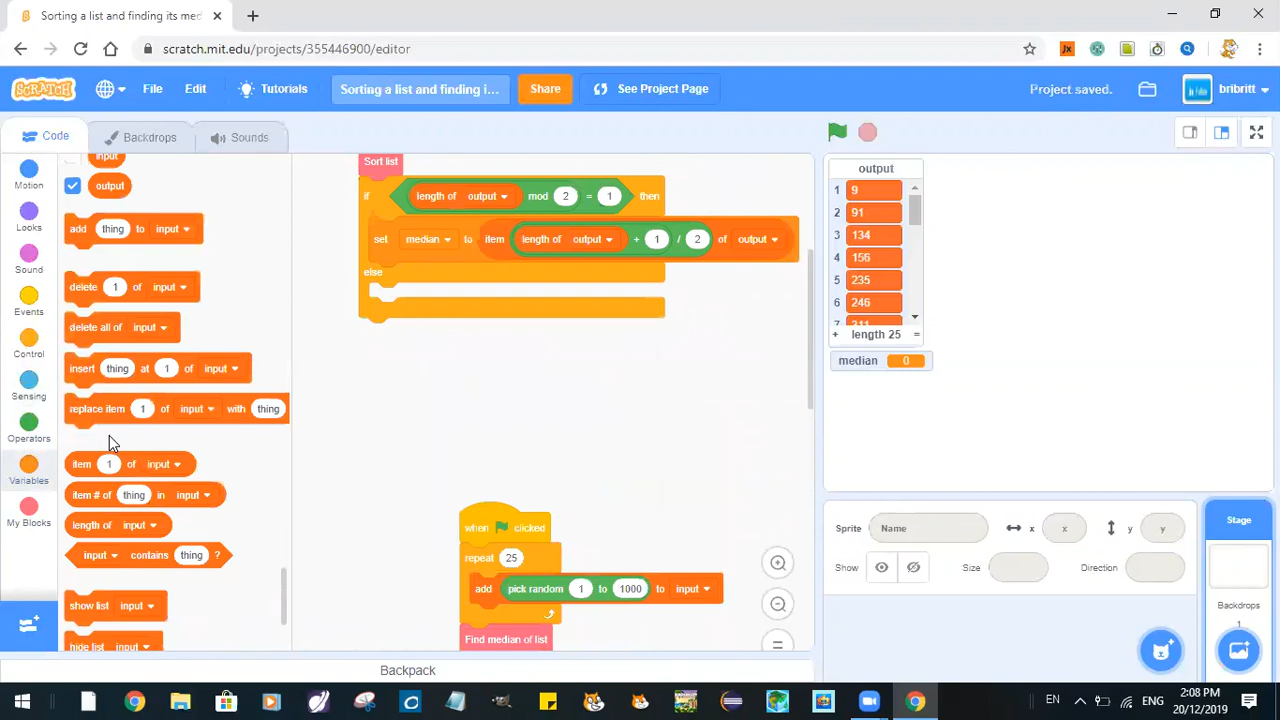 Sorting a list and finding its med
scratch.mit.edu/projects/355446900/editor
Jx
SCRATCH
File
Edit
Tutorials
Sorting a list and finding i...
Share
See Project Page
Project saved.
bribritt
Code
Backdrops
Sounds
Motion
Looks
Sound
Events
Control
Sensing
Operators
Variables
My Blocks
input
output
add thing to input
delete 1 of input
delete all of input
insert thing at 1 of input
replace item 1 of input with thing
item 1 of input
item # of thing in input
length of input
input contains thing ?
show list input
hide list input
Sort list
if length of output mod 2 = 1 then
set median to item length of output + 1 / 2 of output
else
when clicked
repeat 25
add pick random 1 to 1000 to input
Find median of list
Backpack
output
1 9
2 91
3 134
4 156
5 235
6 246
+ length 25 =
median 0
Sprite Name x x y y
Show Size Direction
Stage
Backdrops
1
EN
ENG
2:08 PM
20/12/2019